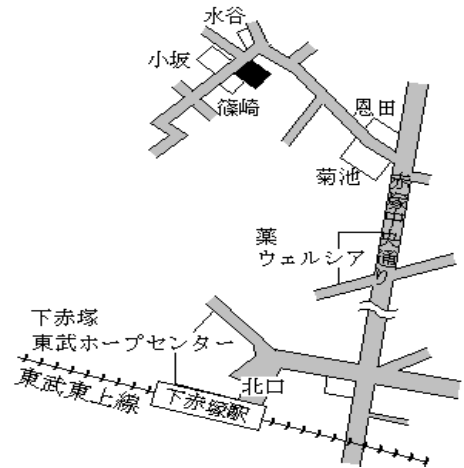 水谷
小坂
篠崎
恩田
菊池
赤塚中央通り
薬
ウェルシア
下赤塚
東武ホープセンター
北口
東武東上線
下赤塚駅